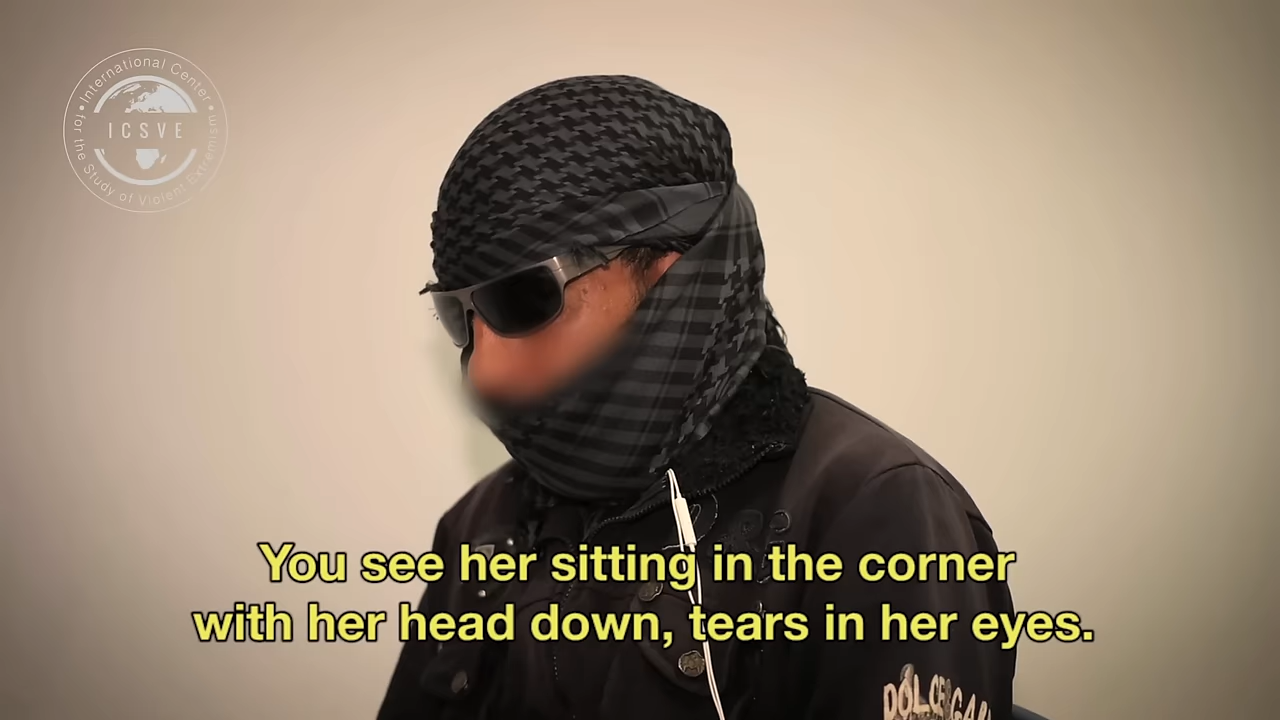 International Center
for the Study of Violent Extremism
ICSVE
You see her sitting in the corner
with her head down, tears in her eyes.
DOLCE